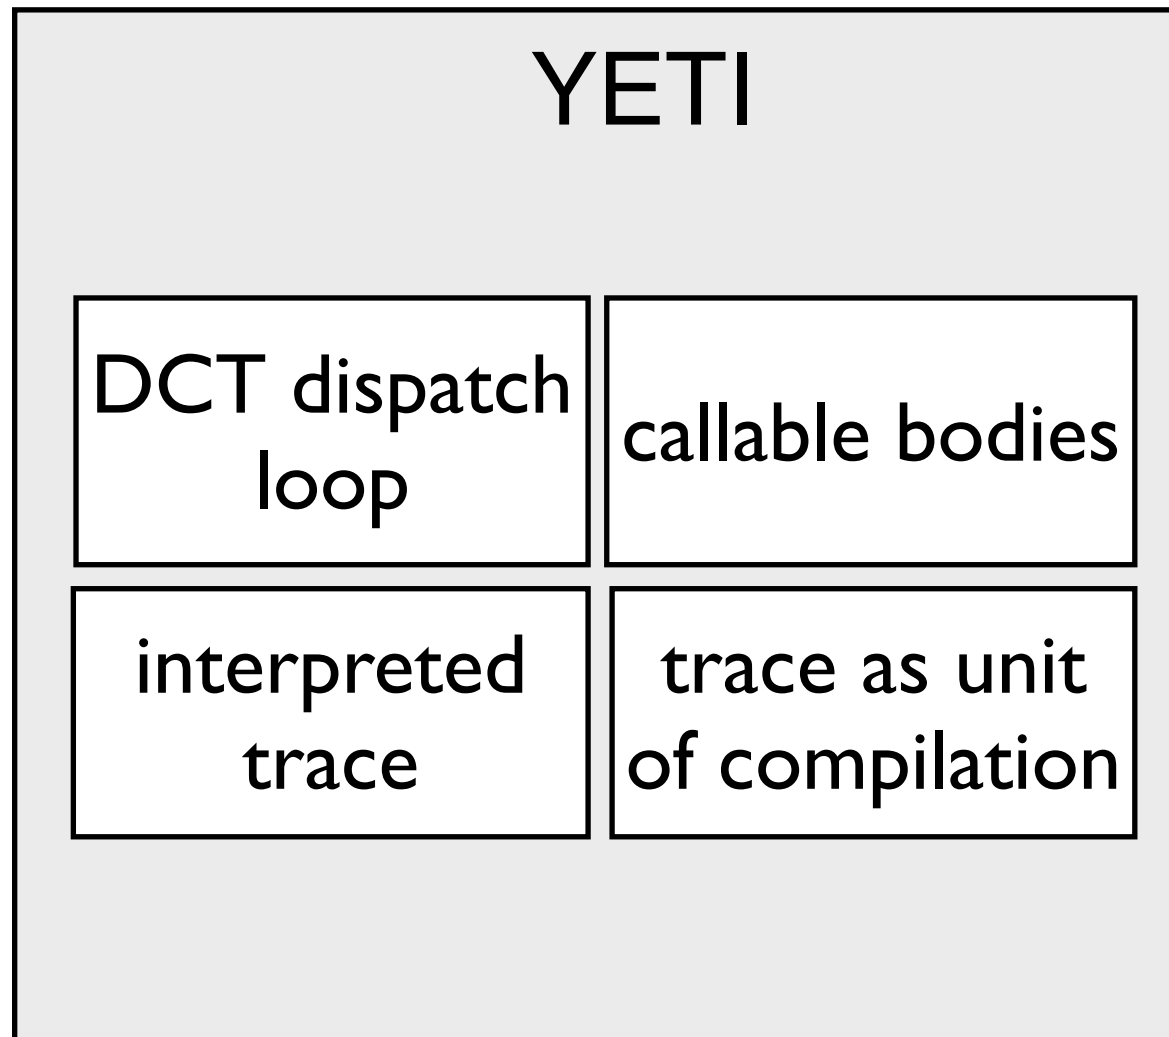 YETI
DCT dispatch
loop
callable bodies
interpreted
trace
trace as unit
of compilation